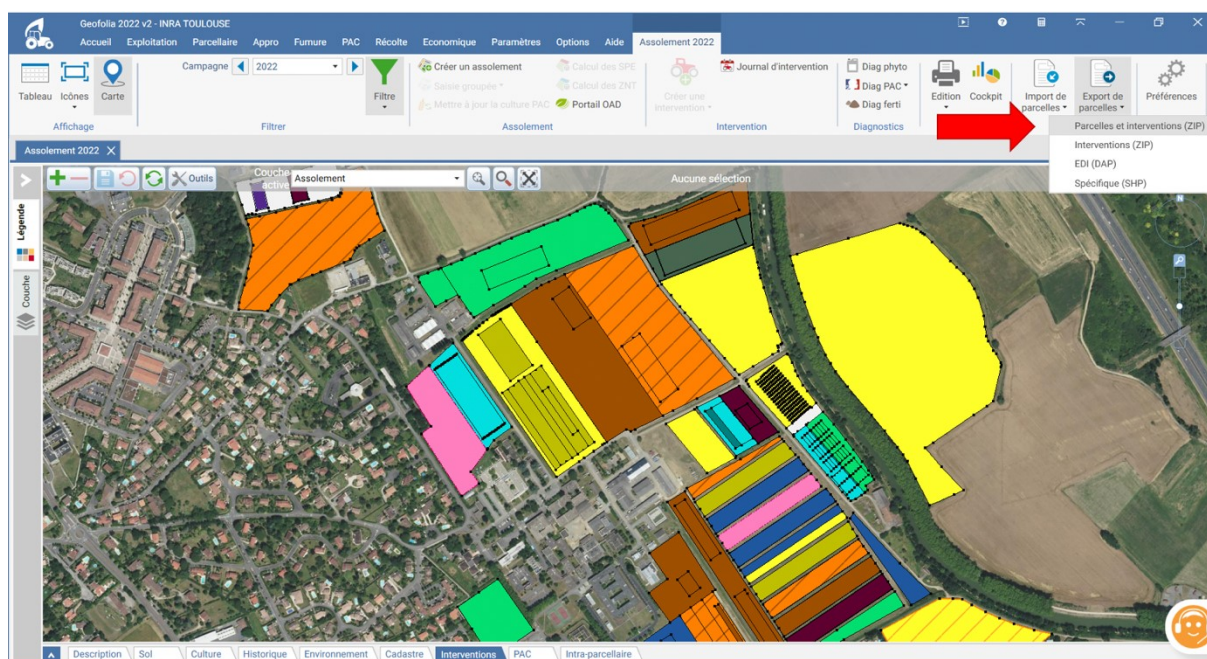 Geofolia 2022 v2 - INRA TOULOUSE
Accueil Exploitation Parcellaire Appro Fumure PAC Récolte Economique Paramètres Options Aide Assolement 2022
Campagne 2022
Créer un assolement
Calcul des SPE
Journal d'intervention
Diag phyto
Saisie groupée
Calcul des ZNT
Diag PAC
Mettre à jour la culture PAC
Portail OAD
Diag ferti
Tableau Icônes Carte
Filtre
Créer une intervention
Edition Cockpit
Import de parcelles
Export de parcelles
Préférences
Affichage Filtrer Assolement Intervention Diagnostics
Parcelles et interventions (ZIP)
Interventions (ZIP)
EDI (DAP)
Spécifique (SHP)
Assolement 2022
Outils
Couche active
Assolement
Aucune sélection
N
Légende
Couche
Description Sol Culture Historique Environnement Cadastre Interventions PAC Intra-parcellaire